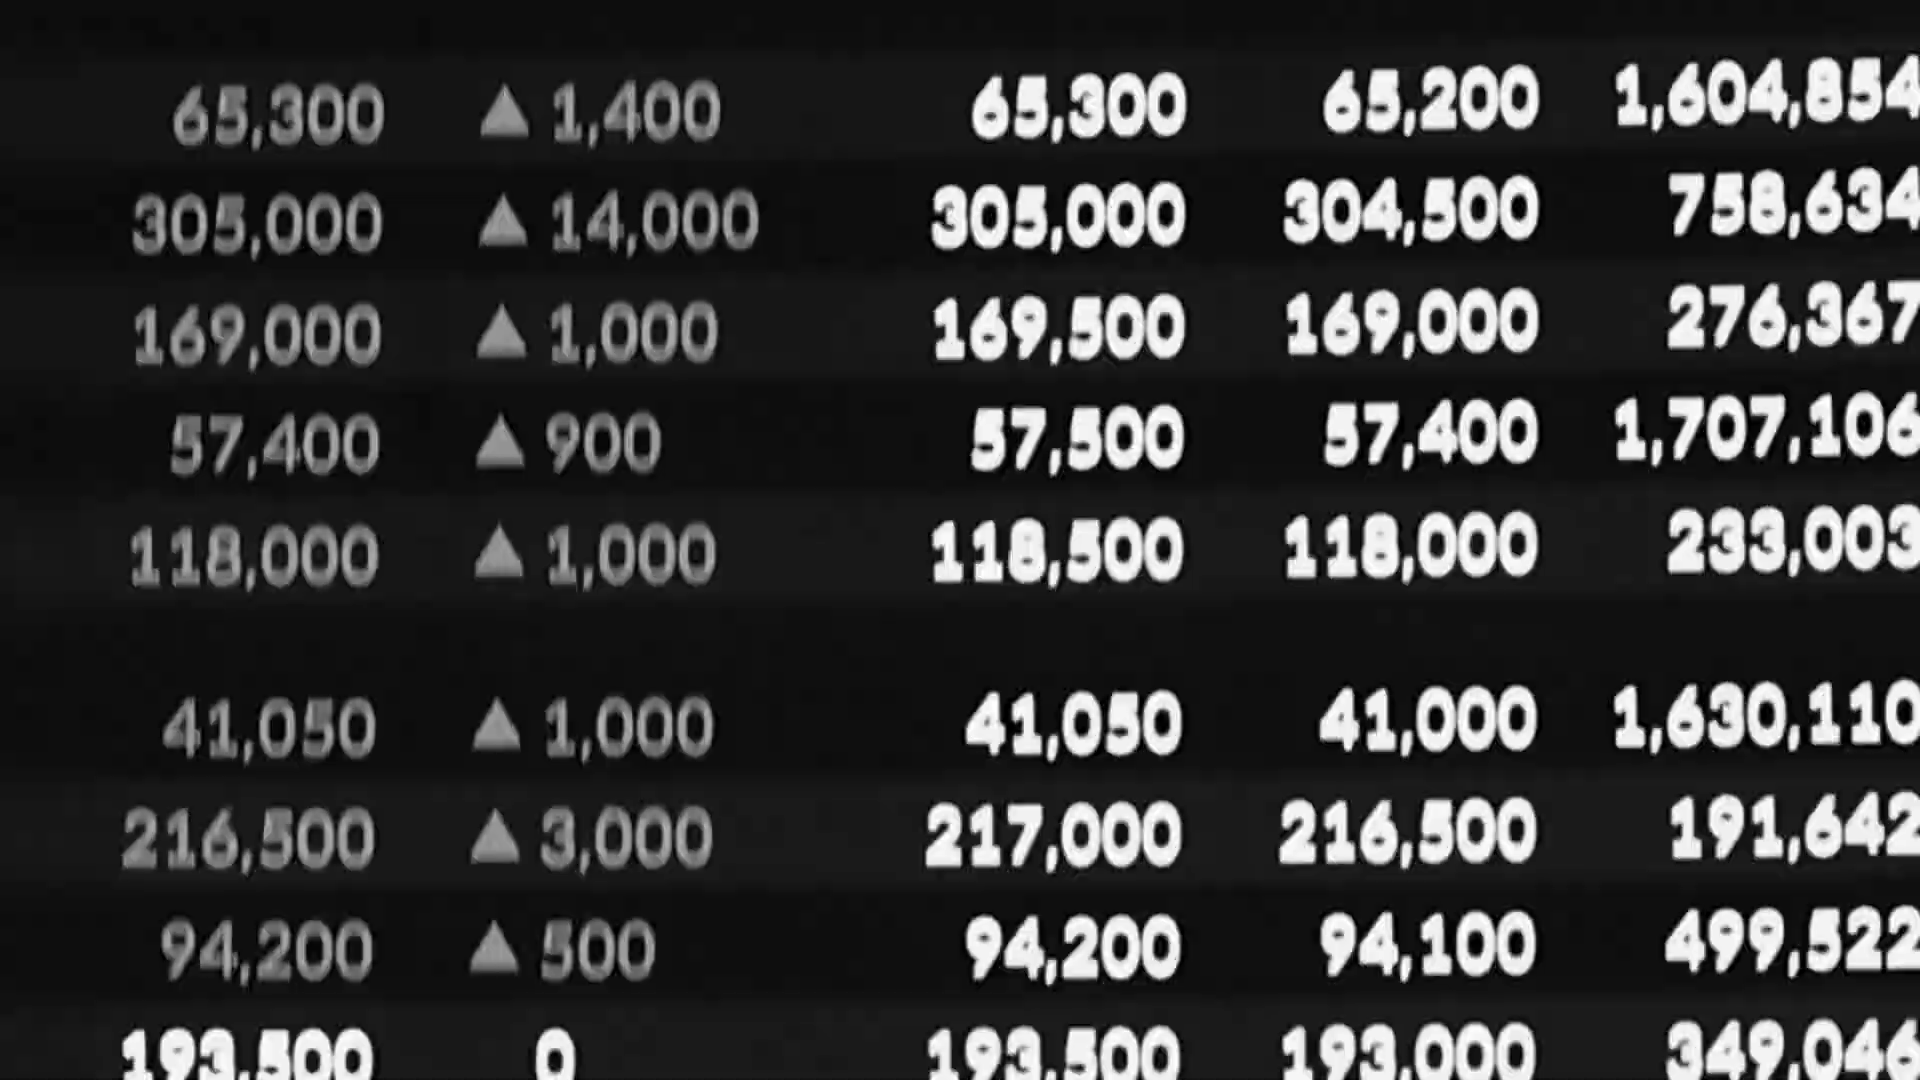 65,300 ▲ 1,400 65,300 65,200 1,604,854
305,000 ▲ 14,000 305,000 304,500 758,634
169,000 ▲ 1,000 169,500 169,000 276,367
57,400 ▲ 900 57,500 57,400 1,707,106
118,000 ▲ 1,000 118,500 118,000 233,003
41,050 ▲ 1,000 41,050 41,000 1,630,110
216,500 ▲ 3,000 217,000 216,500 191,642
94,200 ▲ 500 94,200 94,100 499,522
193,500 0 193,500 193,000 349,046